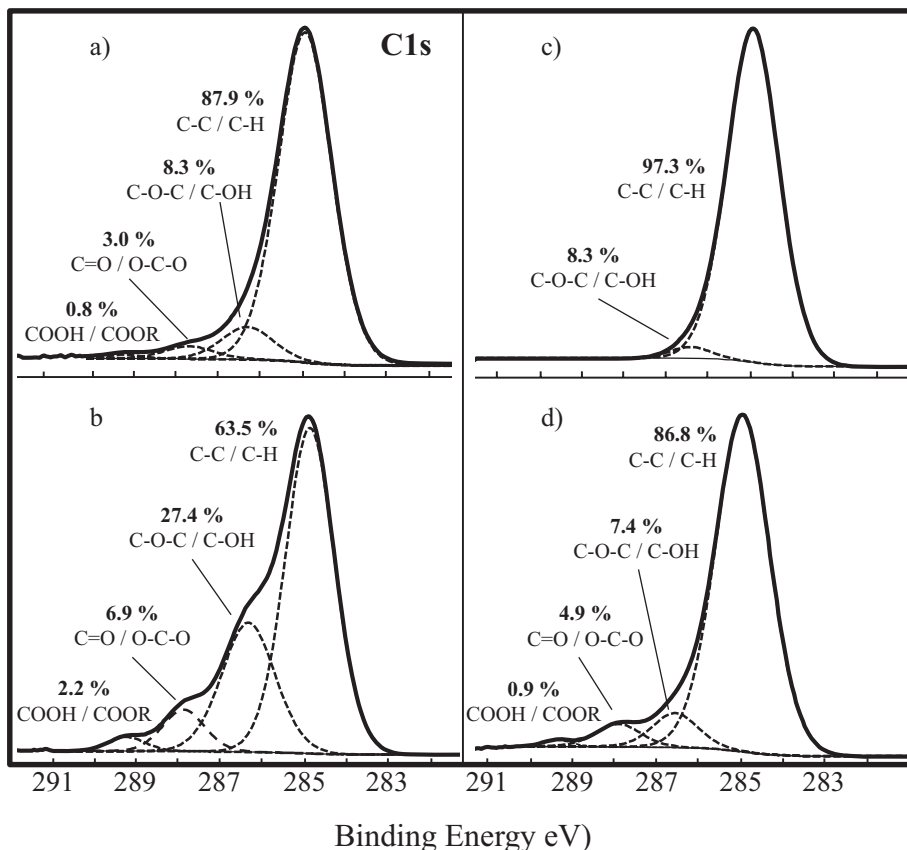 a)
C1s
87.9 %
C-C / C-H
8.3 %
C-O-C / C-OH
3.0 %
C=O / O-C-O
0.8 %
COOH / COOR
c)
97.3 %
C-C / C-H
8.3 %
C-O-C / C-OH
b
63.5 %
C-C / C-H
27.4 %
C-O-C / C-OH
6.9 %
C=O / O-C-O
2.2 %
COOH / COOR
291 289 287 285 283
d)
86.8 %
C-C / C-H
7.4 %
C-O-C / C-OH
4.9 %
C=O / O-C-O
0.9 %
COOH / COOR
291 289 287 285 283
Binding Energy eV)